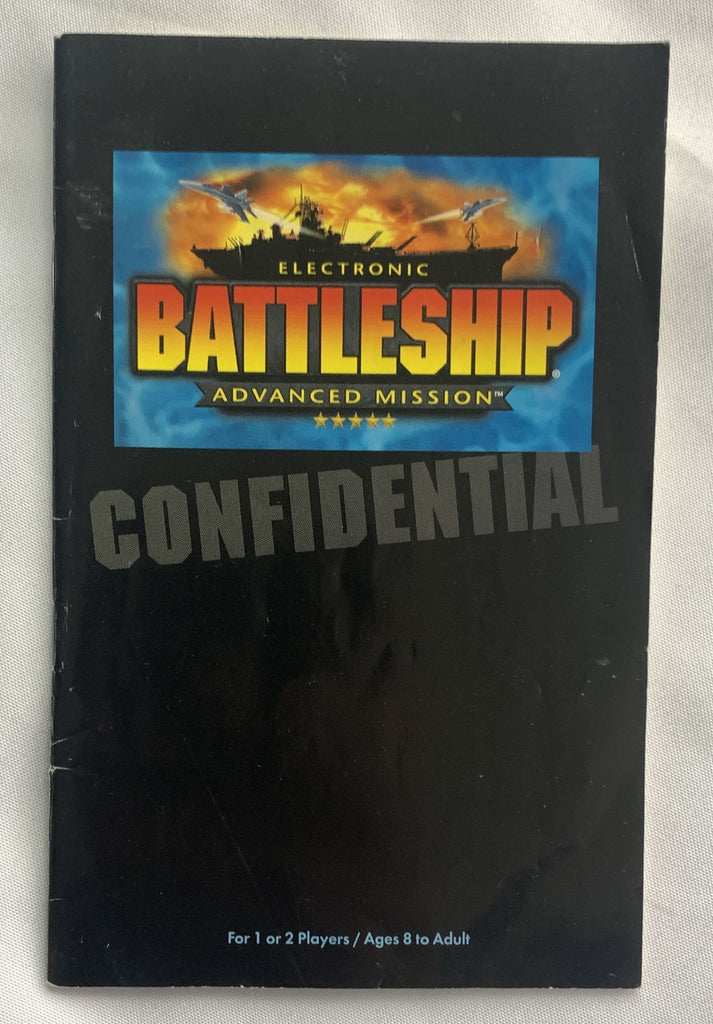 ELECTRONIC
BATTLESHIP®
ADVANCED MISSION™
CONFIDENTIAL
For 1 or 2 Players / Ages 8 to Adult